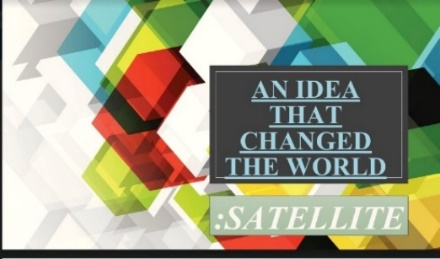 AN IDEA
THAT
CHANGED
THE WORLD
:SATELLITE